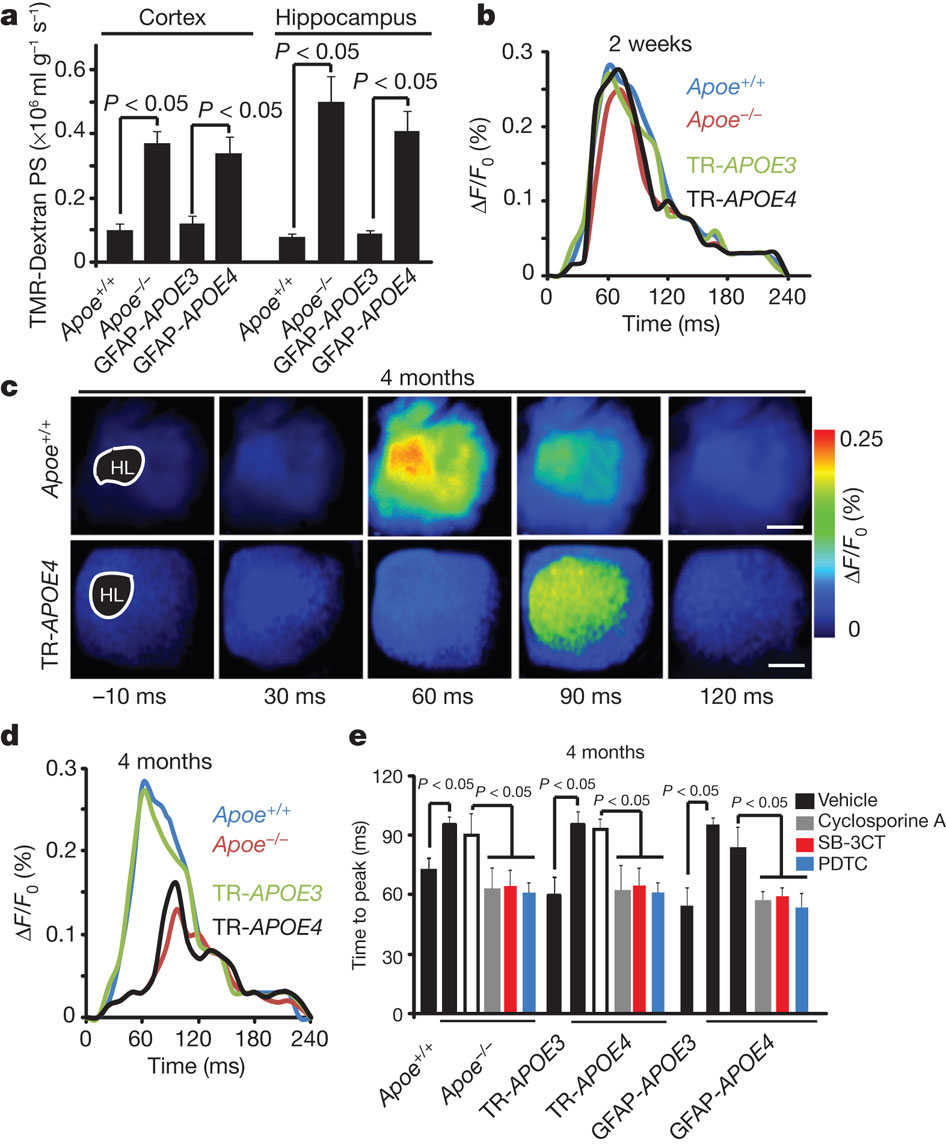 a
Cortex
Hippocampus
TMR-Dextran PS (×10⁶ ml g⁻¹ s⁻¹)
0.6
0.4
0.2
0
P < 0.05
P < 0.05
P < 0.05
P < 0.05
Apoe+/+
Apoe−/−
GFAP-APOE3
GFAP-APOE4
Apoe+/+
Apoe−/−
GFAP-APOE3
GFAP-APOE4
b
2 weeks
ΔF/F₀ (%)
0.3
0.2
0.1
0
Apoe+/+
Apoe−/−
TR-APOE3
TR-APOE4
0 60 120 180 240
Time (ms)
c
4 months
Apoe+/+
HL
TR-APOE4
HL
−10 ms 30 ms 60 ms 90 ms 120 ms
0.25
ΔF/F₀ (%)
0
d
4 months
ΔF/F₀ (%)
0.3
0.2
0.1
0
Apoe+/+
Apoe−/−
TR-APOE3
TR-APOE4
0 60 120 180 240
Time (ms)
e
4 months
Time to peak (ms)
120
90
60
30
0
P < 0.05
P < 0.05
P < 0.05
P < 0.05
P < 0.05
P < 0.05
Vehicle
Cyclosporine A
SB-3CT
PDTC
Apoe+/+
Apoe−/−
TR-APOE3
TR-APOE4
GFAP-APOE3
GFAP-APOE4